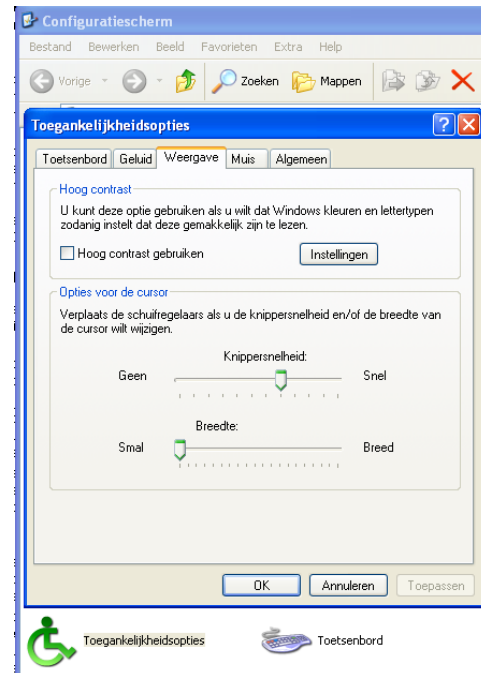 Configuratiescherm
Bestand Bewerken Beeld Favorieten Extra Help
Vorige Zoeken Mappen
Toegankelijkheidsopties
Toetsenbord Geluid Weergave Muis Algemeen
Hoog contrast
U kunt deze optie gebruiken als u wilt dat Windows kleuren en lettertypen
zodanig instelt dat deze gemakkelijk zijn te lezen.
Hoog contrast gebruiken Instellingen
Opties voor de cursor
Verplaats de schuifregelaars als u de knippersnelheid en/of de breedte van
de cursor wilt wijzigen.
Knippersnelheid:
Geen Snel
Breedte:
Smal Breed
OK Annuleren Toepassen
Toegankelijkheidsopties Toetsenbord